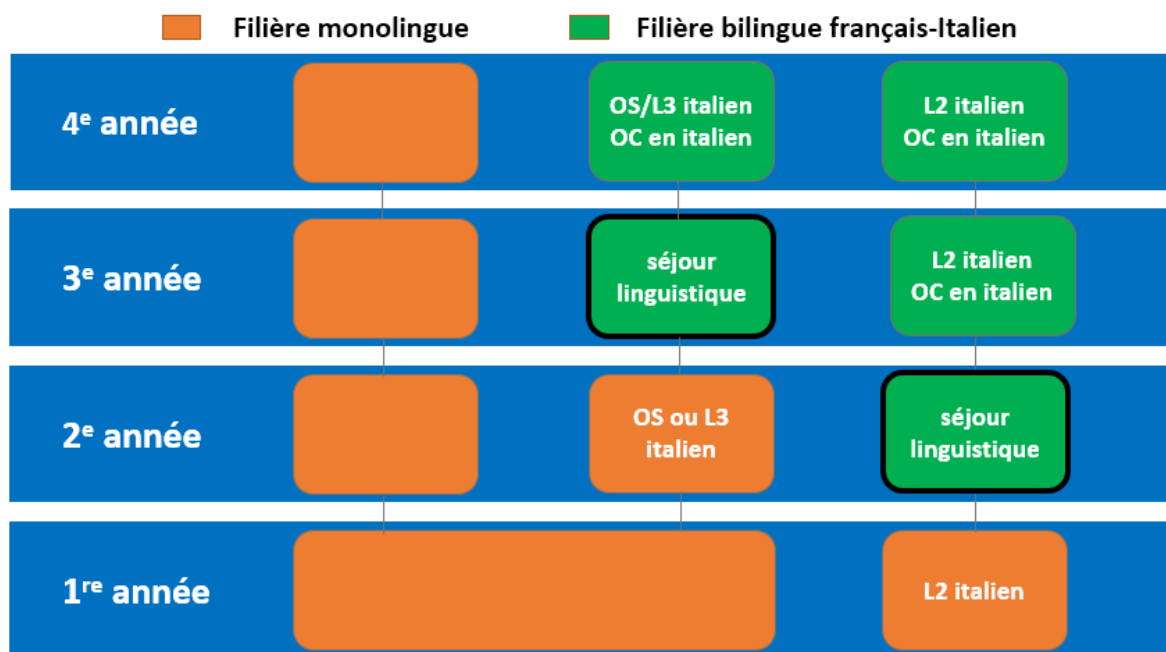 Filière monolingue
Filière bilingue français-Italien
4e année
OS/L3 italien
OC en italien
L2 italien
OC en italien
3e année
séjour
linguistique
L2 italien
OC en italien
2e année
OS ou L3
italien
séjour
linguistique
1re année
L2 italien